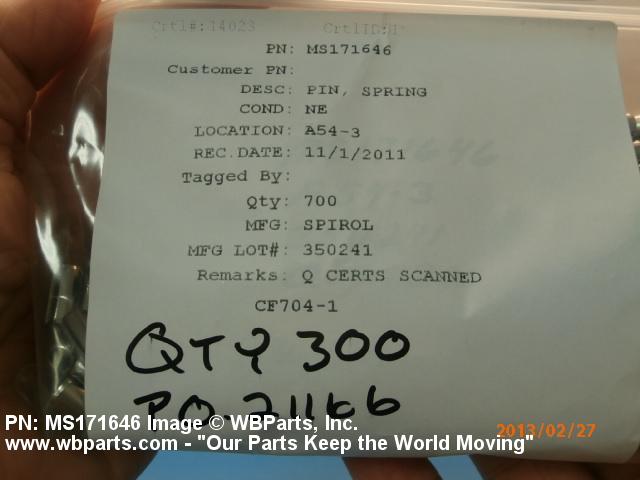 Crtl#: 14023 CrtlID:#
PN: MS171646
Customer PN:
DESC: PIN, SPRING
COND: NE
LOCATION: A54-3
REC.DATE: 11/1/2011
Tagged By:
Qty: 700
MFG: SPIROL
MFG LOT#: 350241
Remarks: Q CERTS SCANNED
CF704-1
QTY 300
PO-21166
PN: MS171646 Image © WBParts, Inc.
www.wbparts.com - "Our Parts Keep the World Moving"
2013/02/27